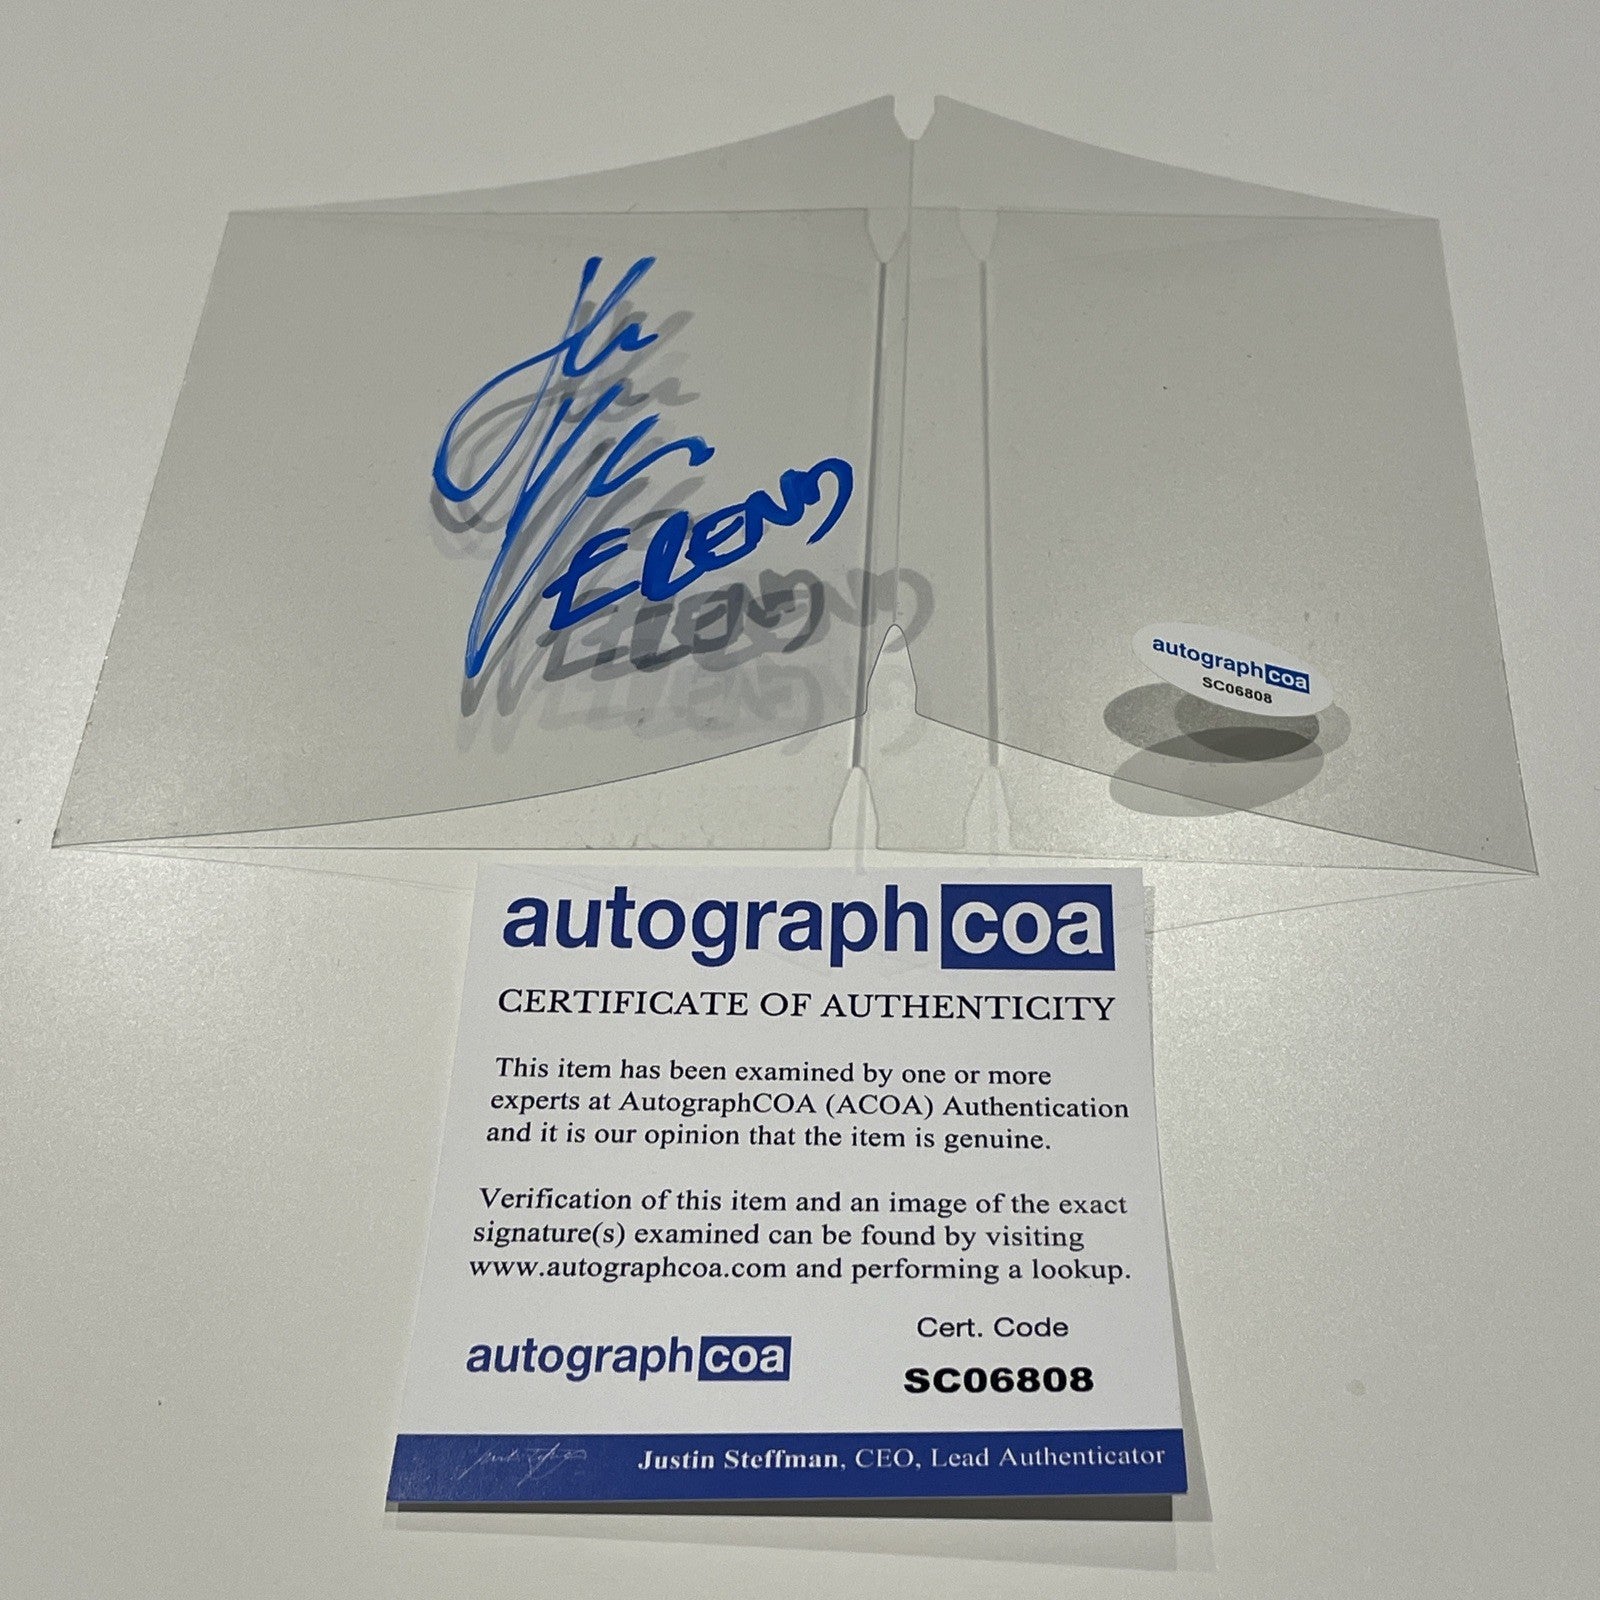 autographcoa
SC06808
autographcoa
CERTIFICATE OF AUTHENTICITY
This item has been examined by one or more
experts at AutographCOA (ACOA) Authentication
and it is our opinion that the item is genuine.
Verification of this item and an image of the exact
signature(s) examined can be found by visiting
www.autographcoa.com and performing a lookup.
Cert. Code
autographcoa
SC06808
Justin Steffman, CEO, Lead Authenticator